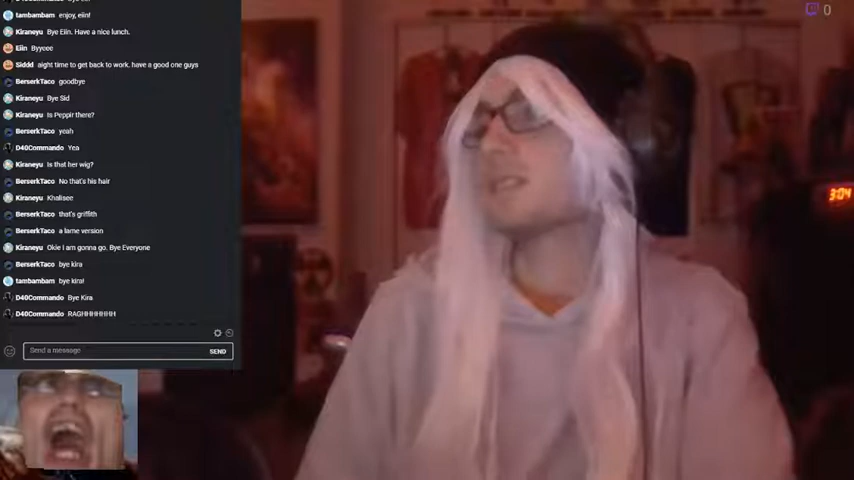 tambambam enjoy, eiin!
Kiraneyu Bye Eiin. Have a nice lunch.
Eiin Byyeee
Siddd aight time to get back to work. have a good one guys
BerserkTaco goodbye
Kiraneyu Bye Sid
Kiraneyu Is Peppir there?
BerserkTaco yeah
D40Commando Yea
Kiraneyu Is that her wig?
BerserkTaco No that's his hair
Kiraneyu Khalisee
BerserkTaco that's griffith
BerserkTaco a lame version
Kiraneyu Okie I am gonna go. Bye Everyone
BerserkTaco bye kira
tambambam bye kira!
D40Commando Bye Kira
D40Commando RAGHHHHHHH
Send a message
SEND
0
3:04